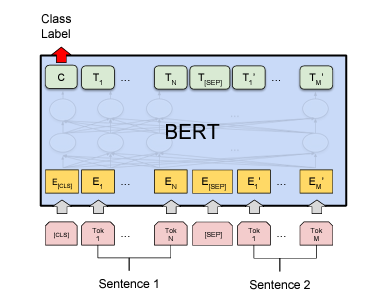 Class
Label
C T1 ... TN T[SEP] T1' ... TM'
...
BERT
...
E[CLS] E1 ... EN E[SEP] E1' ... EM'
[CLS] Tok 1 ... Tok N [SEP] Tok 1 ... Tok M
Sentence 1 Sentence 2